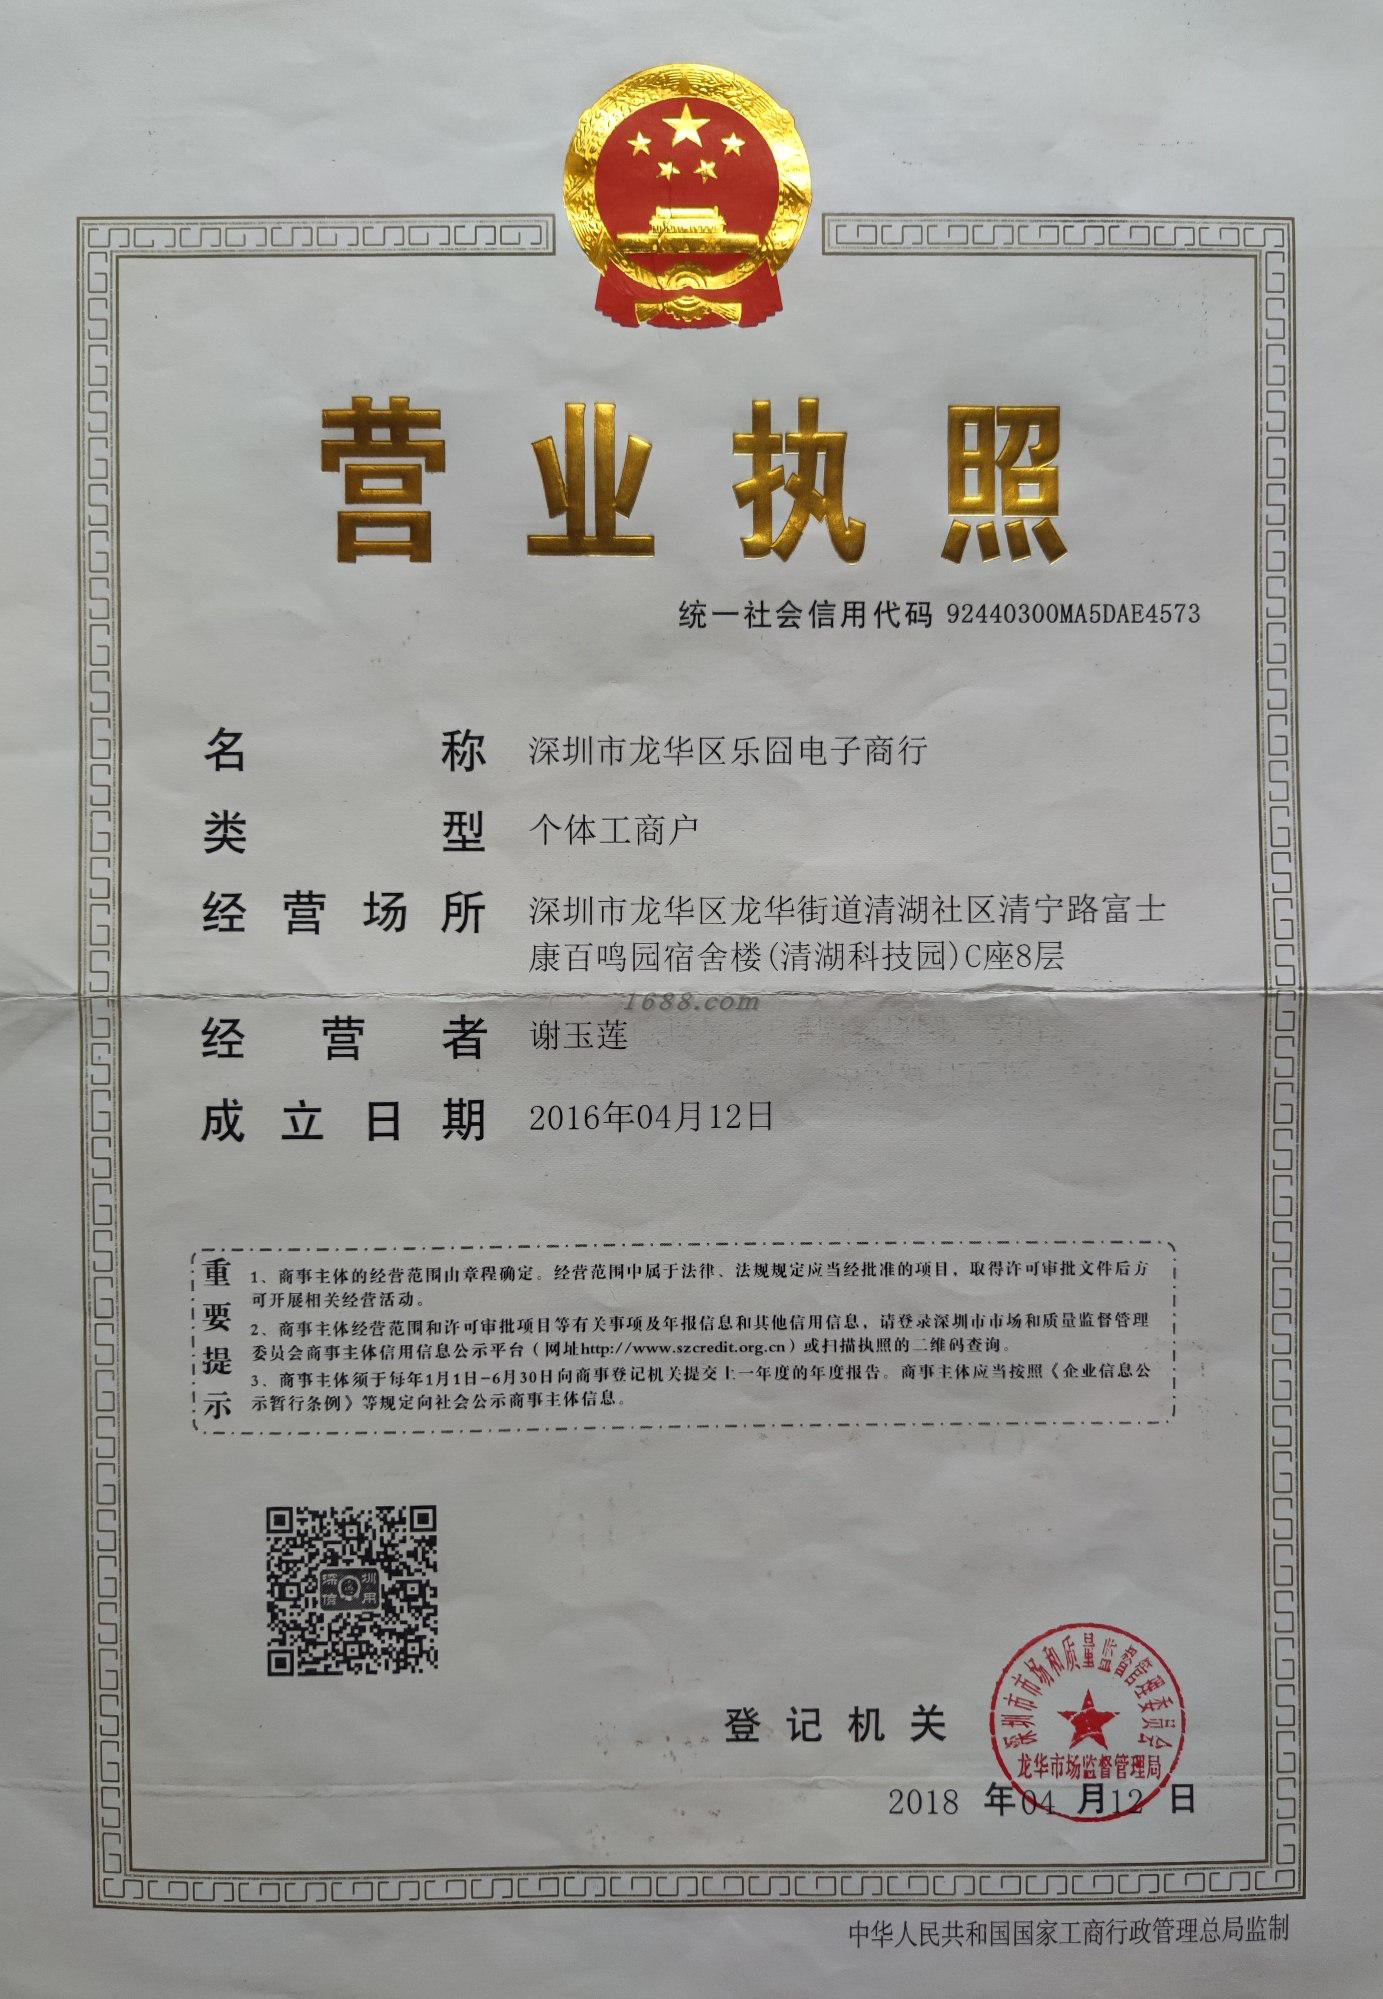 营业执照
统一社会信用代码 92440300MA5DAE4573
名称 深圳市龙华区乐囧电子商行
类型 个体工商户
经营场所 深圳市龙华区龙华街道清湖社区清宁路富士
康百鸣园宿舍楼(清湖科技园)C座8层
1688.com
经营者 谢玉莲
成立日期 2016年04月12日
重要提示
1、商事主体的经营范围由章程确定。经营范围中属于法律、法规规定应当经批准的项目，取得许可审批文件后方
可开展相关经营活动。
2、商事主体经营范围和许可审批项目等有关事项及年报信息和其他信用信息，请登录深圳市市场和质量监督管理
委员会商事主体信用信息公示平台（网址http://www.szcredit.org.cn）或扫描执照的二维码查询。
3、商事主体须于每年1月1日-6月30日向商事登记机关提交上一年度的年度报告。商事主体应当按照《企业信息公
示暂行条例》等规定向社会公示商事主体信息。
深圳
信用
登记机关
深圳市市场和质量监督管理委员会
龙华市场监督管理局
2018 年04 月12 日
中华人民共和国国家工商行政管理总局监制